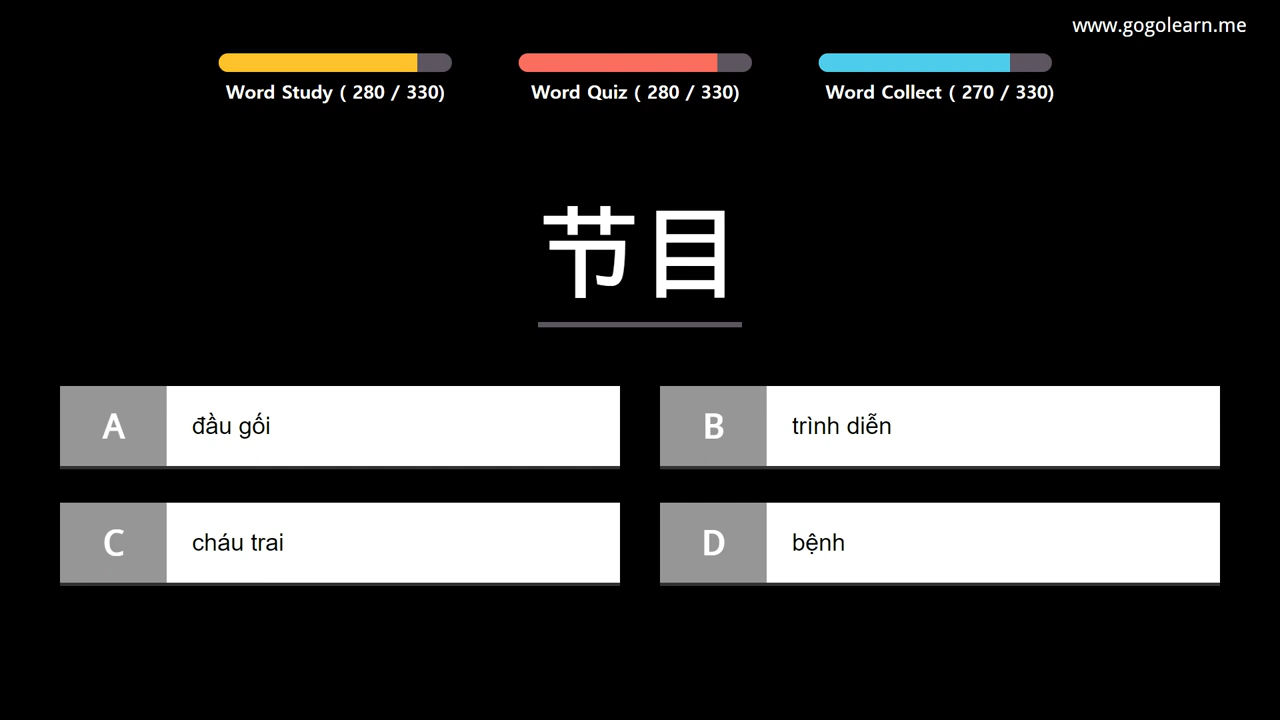 www.gogolearn.me
Word Study ( 280 / 330)
Word Quiz ( 280 / 330)
Word Collect ( 270 / 330)
节目
A đầu gối
B trình diễn
C cháu trai
D bệnh